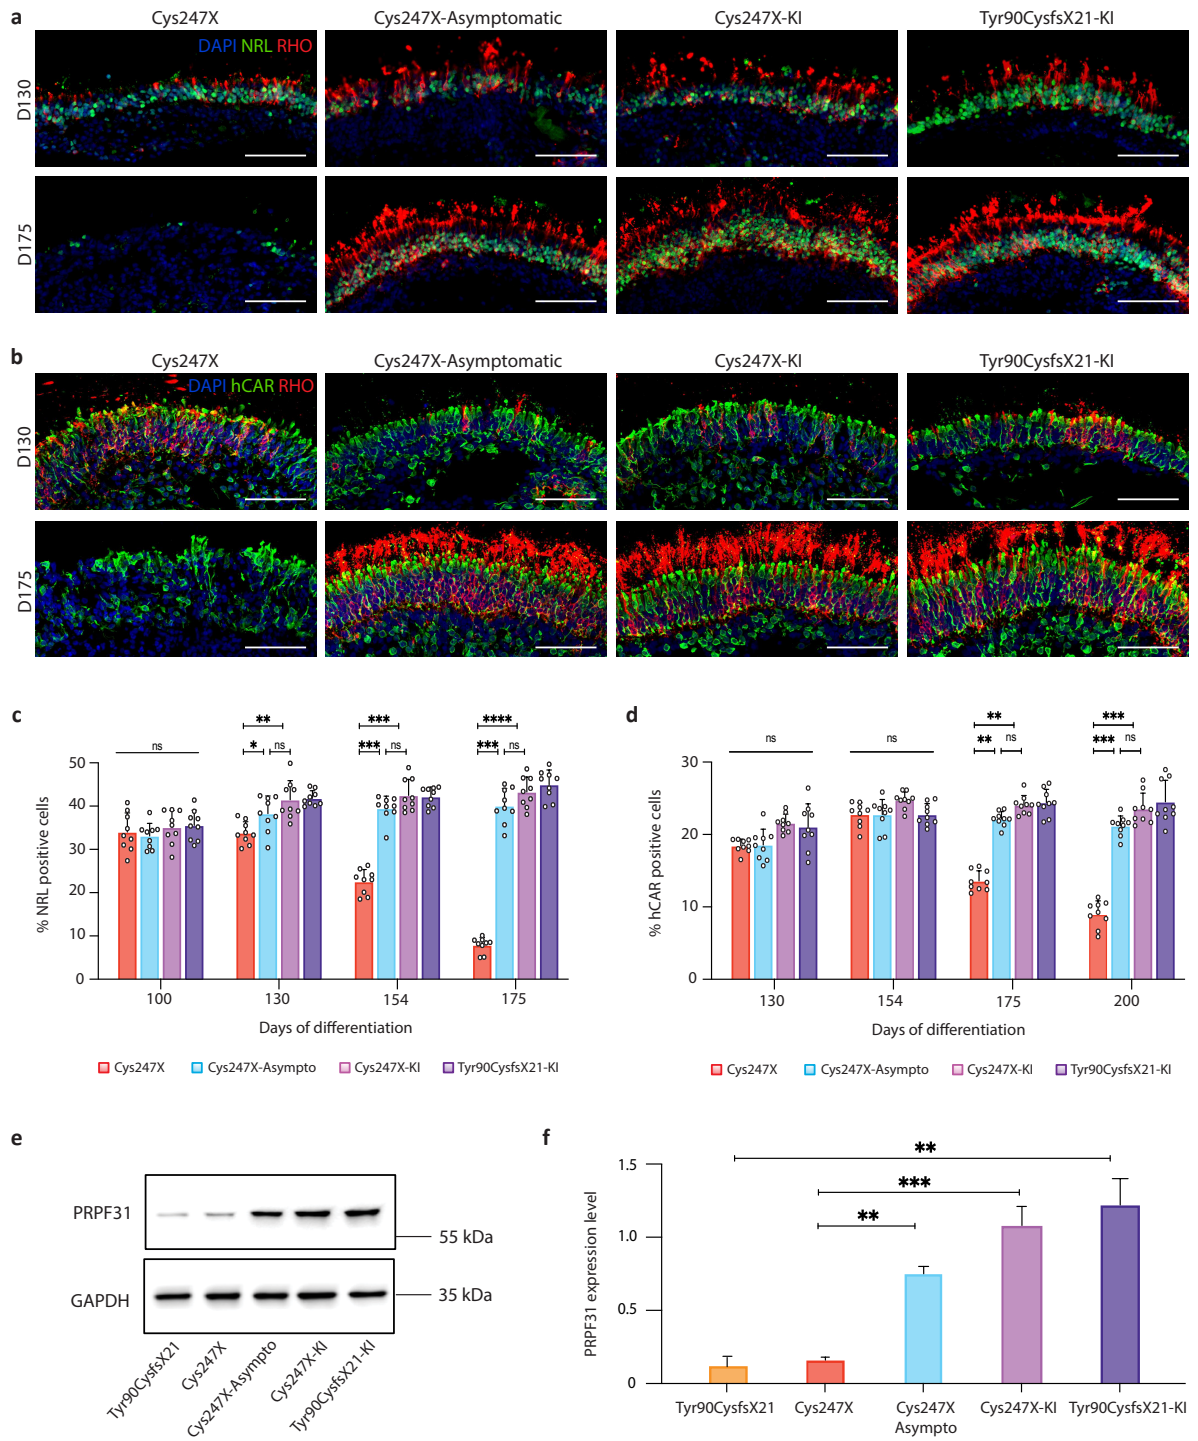 a
Cys247X Cys247X-Asymptomatic Cys247X-KI Tyr90CysfsX21-KI
DAPI NRL RHO
D130
D175
b
Cys247X Cys247X-Asymptomatic Cys247X-KI Tyr90CysfsX21-KI
DAPI hCAR RHO
D130
D175
c
ns
** * ns
*** *** ns
**** *** ns
% NRL positive cells
50
40
30
20
10
0
100 130 154 175
Days of differentiation
Cys247X Cys247X-Asympto Cys247X-KI Tyr90CysfsX21-KI
d
ns
ns
** ** ns
*** *** ns
% hCAR positive cells
30
20
10
0
130 154 175 200
Days of differentiation
Cys247X Cys247X-Asympto Cys247X-KI Tyr90CysfsX21-KI
e
PRPF31
55 kDa
GAPDH
35 kDa
Tyr90CysfsX21
Cys247X
Cys247X-Asympto
Cys247X-KI
Tyr90CysfsX21-KI
f
**
***
**
PRPF31 expression level
1.5
1.0
0.5
0
Tyr90CysfsX21 Cys247X Cys247X Asympto Cys247X-KI Tyr90CysfsX21-KI